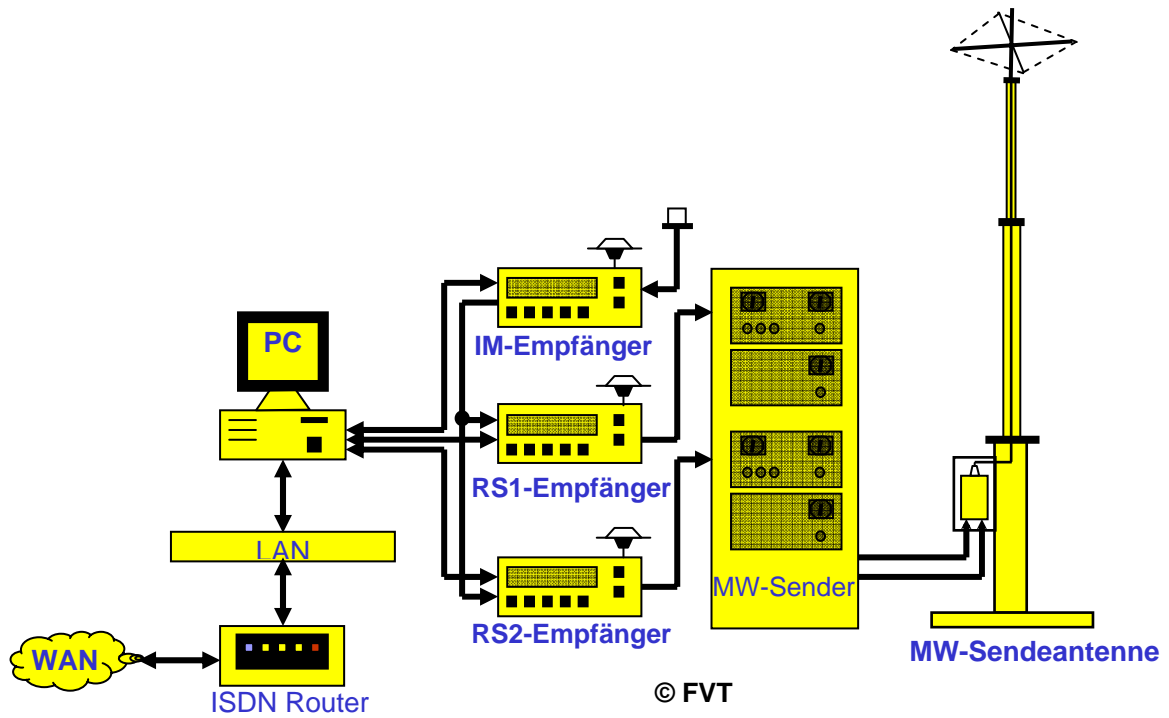 PC
IM-Empfänger
RS1-Empfänger
LAN
MW-Sender
RS2-Empfänger
MW-Sendeantenne
WAN
ISDN Router
© FVT